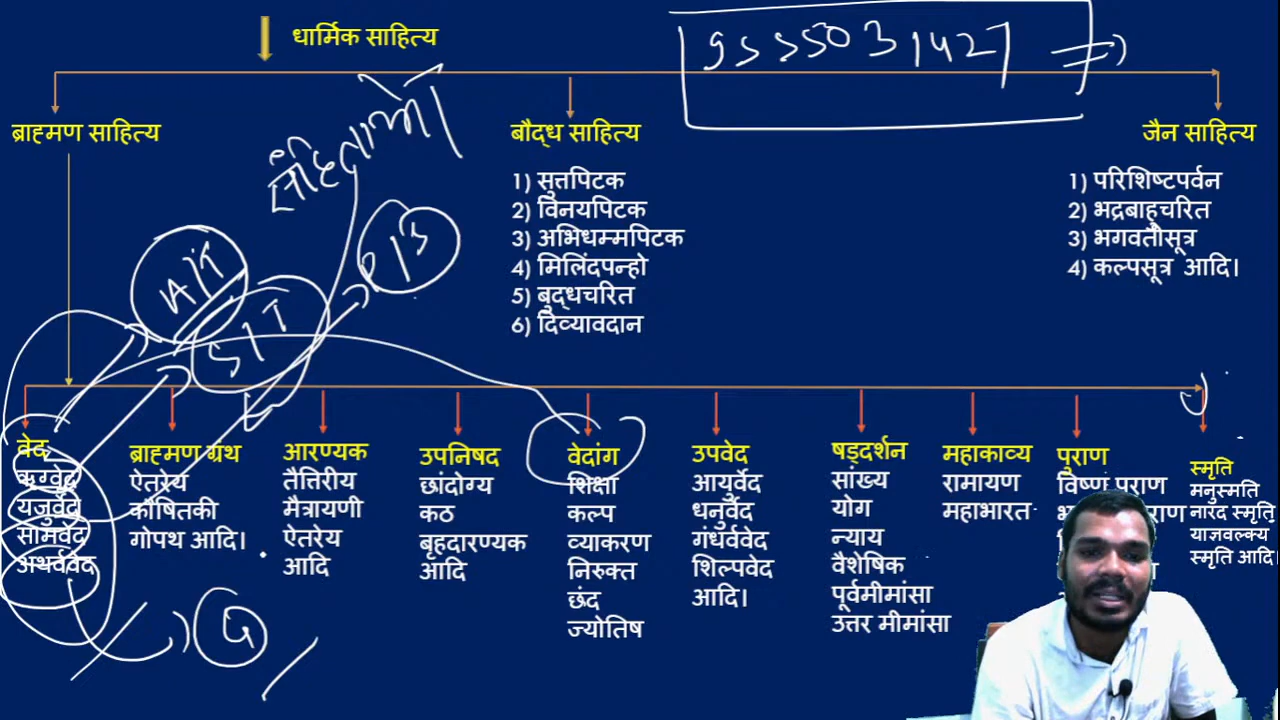 धार्मिक साहित्य
9555031427
ब्राह्मण साहित्य
बौद्ध साहित्य
1) सुत्तपिटक
2) विनयपिटक
3) अभिधम्मपिटक
4) मिलिंदपन्हो
5) बुद्धचरित
6) दिव्यावदान
जैन साहित्य
1) परिशिष्टपर्वन
2) भद्रबाहुचरित
3) भगवतीसूत्र
4) कल्पसूत्र आदि।
संहिताओं
A/T
S/T
P/S
G
वेद
ऋग्वेद
यजुर्वेद
सामवेद
अथर्ववेद
ब्राह्मण ग्रंथ
ऐतरेय
कौषितकी
गोपथ आदि।
आरण्यक
तैत्तिरीय
मैत्रायणी
ऐतरेय
आदि
उपनिषद
छांदोग्य
कठ
बृहदारण्यक
आदि
वेदांग
शिक्षा
कल्प
व्याकरण
निरुक्त
छंद
ज्योतिष
उपवेद
आयुर्वेद
धनुर्वेद
गंधर्ववेद
शिल्पवेद
आदि।
षड्दर्शन
सांख्य
योग
न्याय
वैशेषिक
पूर्वमीमांसा
उत्तर मीमांसा
महाकाव्य
रामायण
महाभारत
पुराण
विष्णु पुराण
स्मृति
मनुस्मति
नारद स्मृति
याज्ञवल्क्य
स्मृति आदि